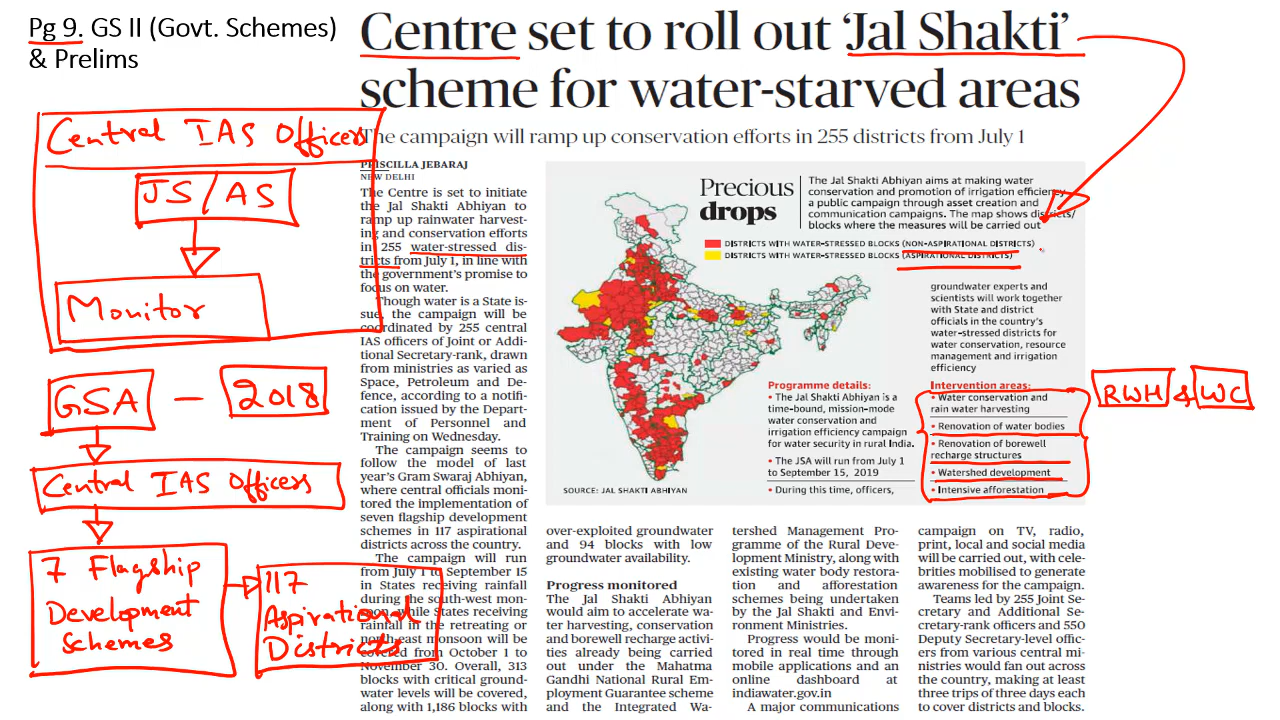 Pg 9. GS II (Govt. Schemes)
& Prelims
Central IAS Officers
JS/AS
Monitor
GSA – 2018
Central IAS Officers
7 Flagship
Development
Schemes
117
Aspirational
Districts
Centre set to roll out ‘Jal Shakti’
scheme for water-starved areas
The campaign will ramp up conservation efforts in 255 districts from July 1
PRISCILLA JEBARAJ
NEW DELHI
The Centre is set to initiate
the Jal Shakti Abhiyan to
ramp up rainwater harvest-
ing and conservation efforts
in 255 water-stressed dis-
tricts from July 1, in line with
the government’s promise to
focus on water.
Though water is a State is-
sue, the campaign will be
coordinated by 255 central
IAS officers of Joint or Addi-
tional Secretary-rank, drawn
from ministries as varied as
Space, Petroleum and De-
fence, according to a notifi-
cation issued by the Depart-
ment of Personnel and
Training on Wednesday.
The campaign seems to
follow the model of last
year’s Gram Swaraj Abhiyan,
where central officials moni-
tored the implementation of
seven flagship development
schemes in 117 aspirational
districts across the country.
The campaign will run
from July 1 to September 15
in States receiving rainfall
during the south-west mon-
soon, while States receiving
rainfall in the retreating or
north-east monsoon will be
covered from October 1 to
November 30. Overall, 313
blocks with critical ground-
water levels will be covered,
along with 1,186 blocks with
Precious
drops
The Jal Shakti Abhiyan aims at making water
conservation and promotion of irrigation efficiency
a public campaign through asset creation and
communication campaigns. The map shows districts/
blocks where the measures will be carried out
DISTRICTS WITH WATER-STRESSED BLOCKS (NON-ASPIRATIONAL DISTRICTS)
DISTRICTS WITH WATER-STRESSED BLOCKS (ASPIRATIONAL DISTRICTS)
Programme details:
• The Jal Shakti Abhiyan is a
time-bound, mission-mode
water conservation and
irrigation efficiency campaign
for water security in rural India.
• The JSA will run from July 1
to September 15, 2019
• During this time, officers,
groundwater experts and
scientists will work together
with State and district
officials in the country’s
water-stressed districts for
water conservation, resource
management and irrigation
efficiency
Intervention areas:
• Water conservation and
rain water harvesting
• Renovation of water bodies
• Renovation of borewell
recharge structures
• Watershed development
• Intensive afforestation
RWH & WC
SOURCE: JAL SHAKTI ABHIYAN
over-exploited groundwater
and 94 blocks with low
groundwater availability.
Progress monitored
The Jal Shakti Abhiyan
would aim to accelerate wa-
ter harvesting, conservation
and borewell recharge activi-
ties already being carried
out under the Mahatma
Gandhi National Rural Em-
ployment Guarantee scheme
and the Integrated Wa-
tershed Management Pro-
gramme of the Rural Deve-
lopment Ministry, along with
existing water body restora-
tion and afforestation
schemes being undertaken
by the Jal Shakti and Envi-
ronment Ministries.
Progress would be moni-
tored in real time through
mobile applications and an
online dashboard at
indiawater.gov.in
A major communications
campaign on TV, radio,
print, local and social media
will be carried out, with cele-
brities mobilised to generate
awareness for the campaign.
Teams led by 255 Joint Se-
cretary and Additional Se-
cretary-rank officers and 550
Deputy Secretary-level offic-
ers from various central mi-
nistries would fan out across
the country, making at least
three trips of three days each
to cover districts and blocks.